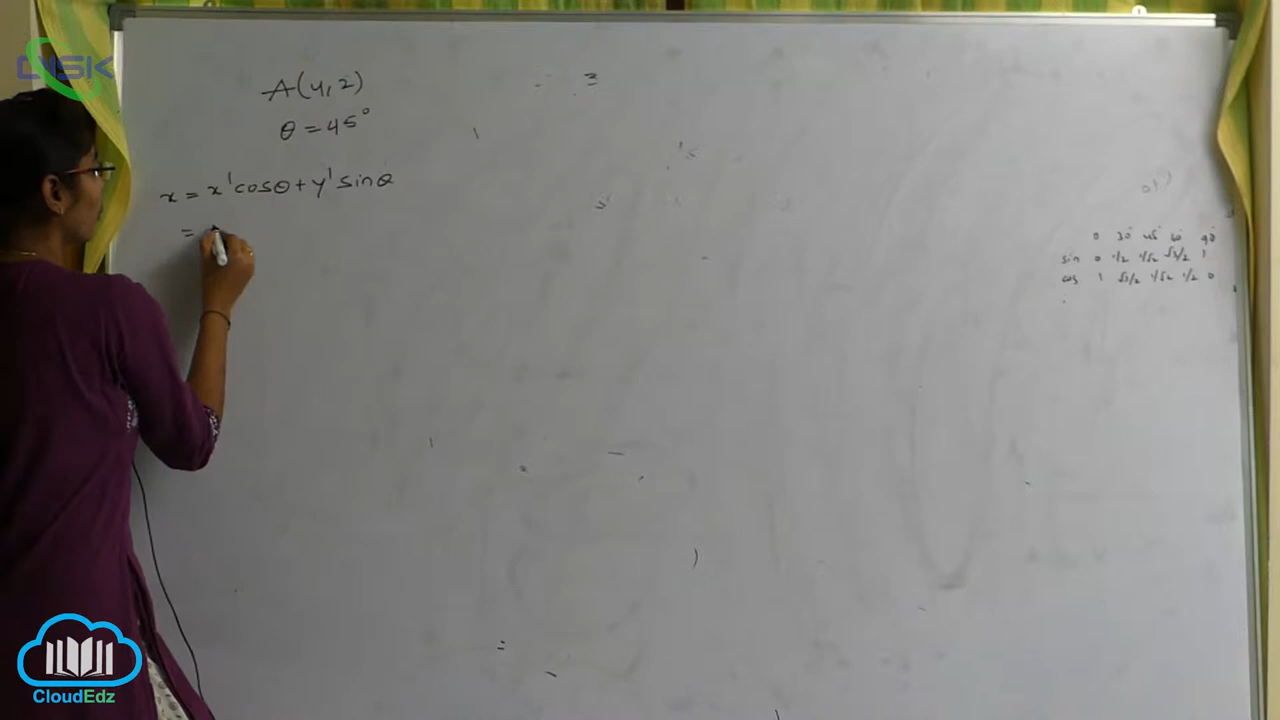 DYSK
A(4,2)
θ = 45°
x = x' cosθ + y' sinθ
=
0 30° 45° 60° 90°
sin 0 1/2 1/√2 √3/2 1
cos 1 √3/2 1/√2 1/2 0
CloudEdz